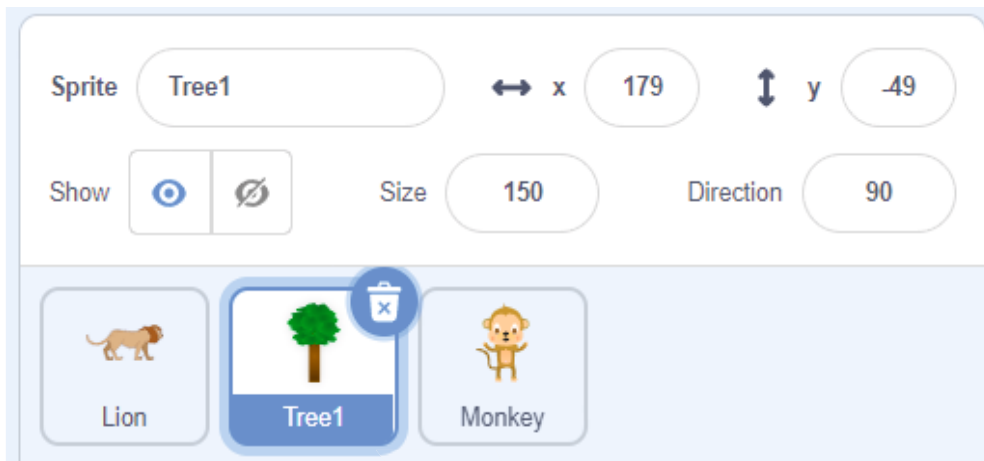 Sprite Tree1 x 179 y -49
Show Size 150 Direction 90
Lion Tree1 Monkey